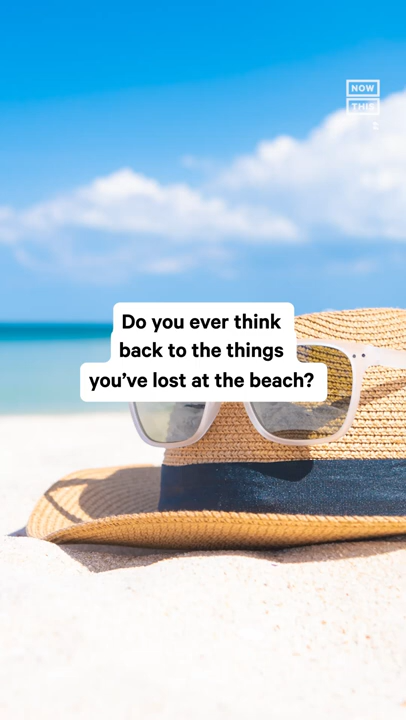 NOW
THIS
Do you ever think
back to the things
you’ve lost at the beach?